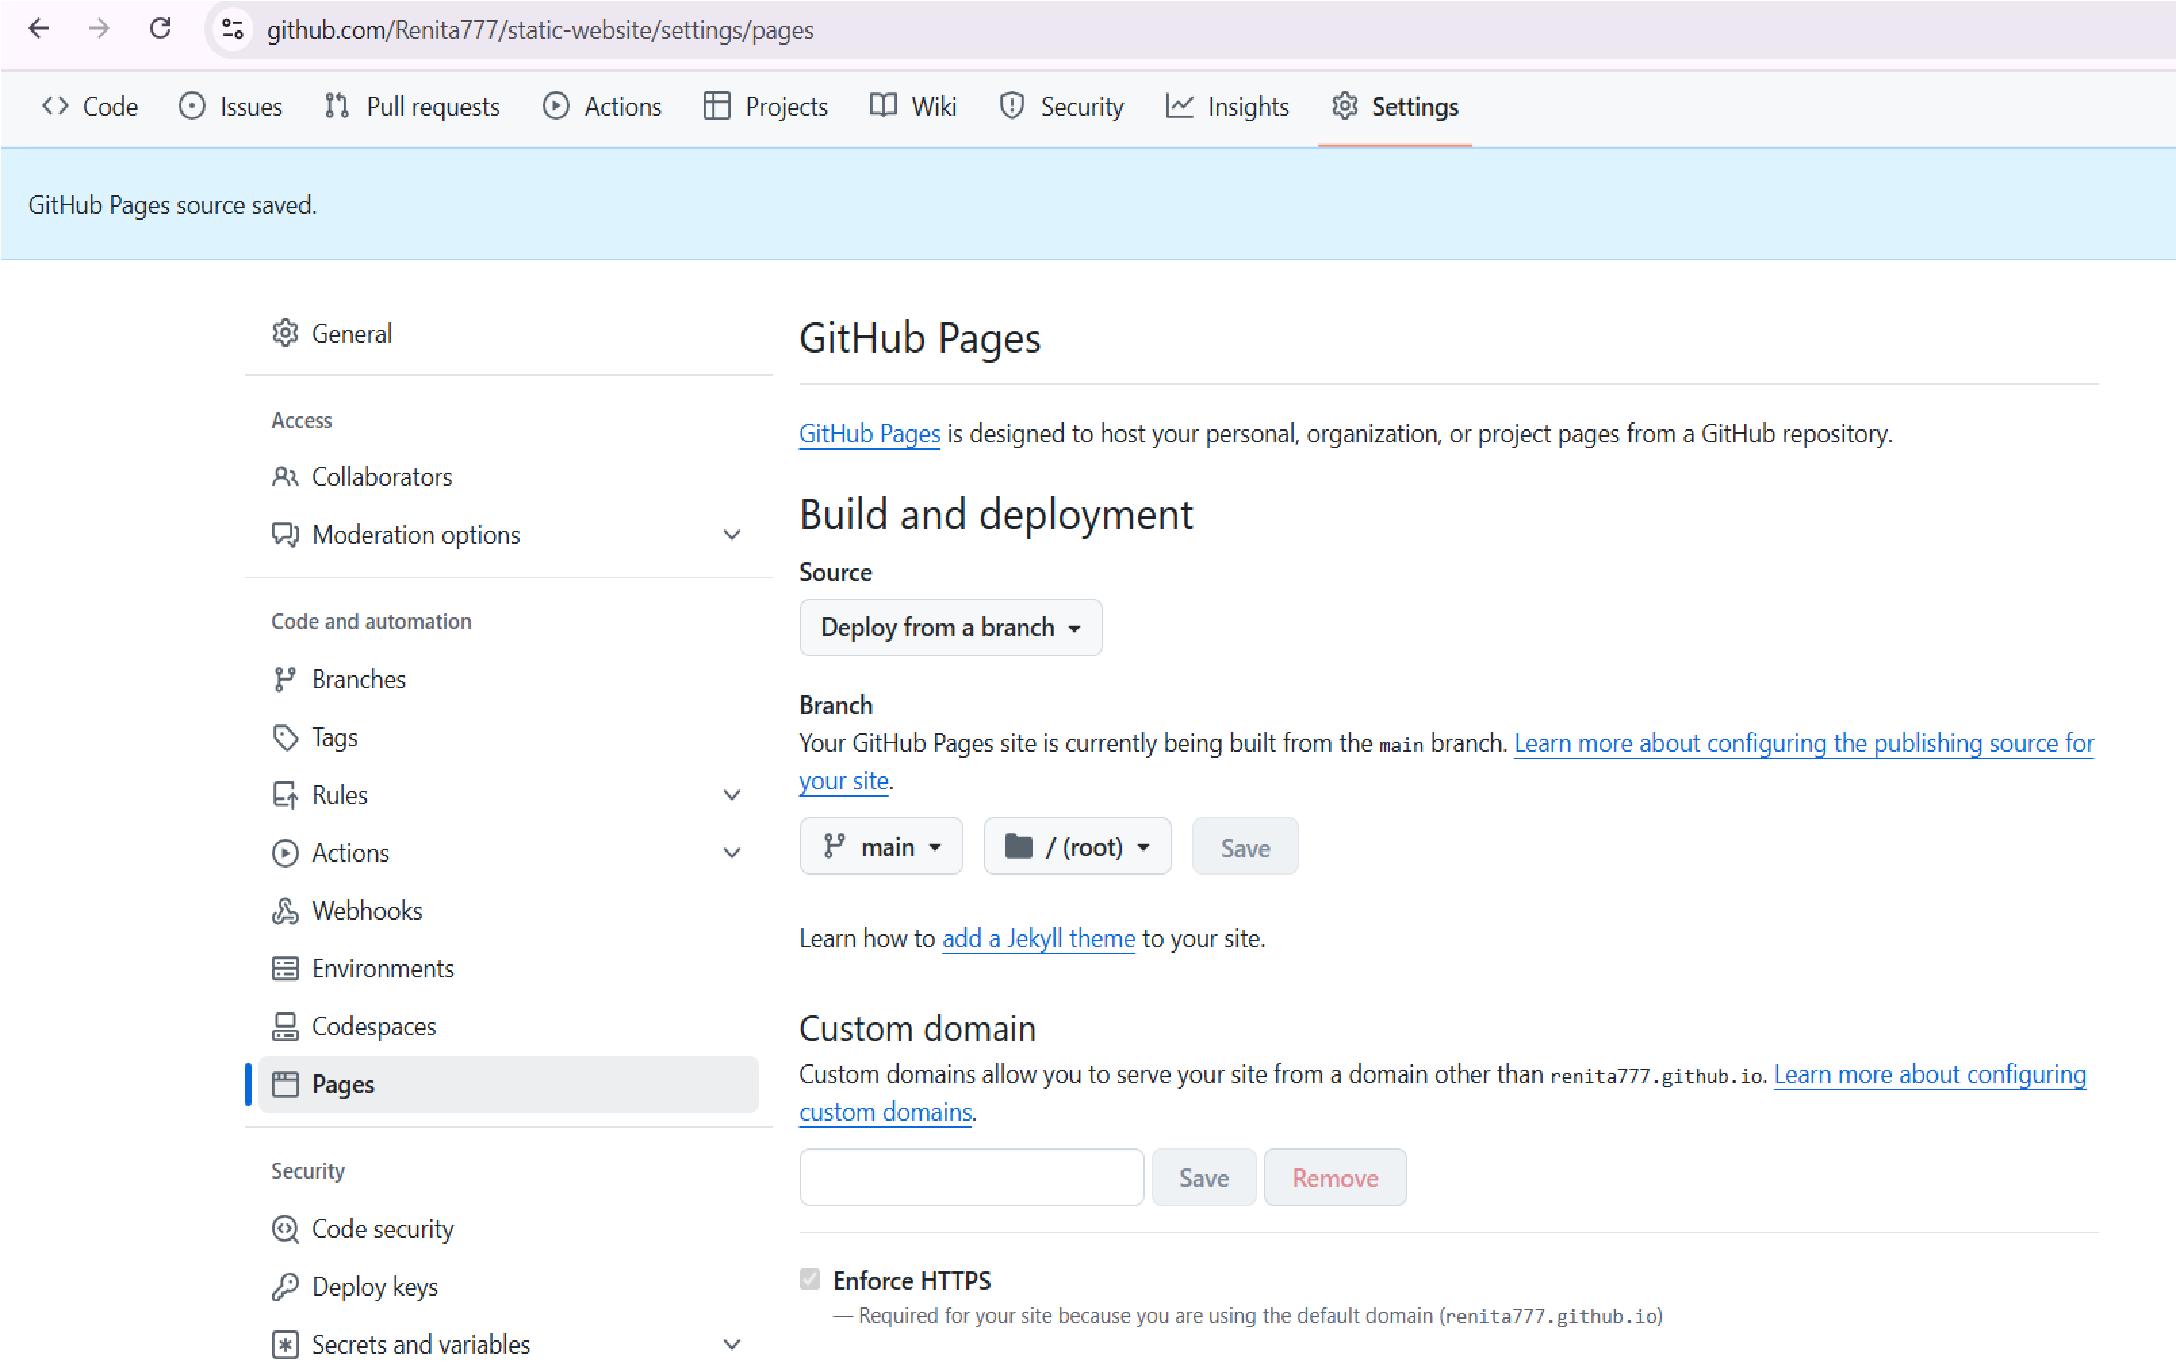 github.com/Renita777/static-website/settings/pages
Code Issues Pull requests Actions Projects Wiki Security Insights Settings
GitHub Pages source saved.
General
Access
Collaborators
Moderation options
Code and automation
Branches
Tags
Rules
Actions
Webhooks
Environments
Codespaces
Pages
Security
Code security
Deploy keys
Secrets and variables
GitHub Pages
GitHub Pages is designed to host your personal, organization, or project pages from a GitHub repository.
Build and deployment
Source
Deploy from a branch
Branch
Your GitHub Pages site is currently being built from the main branch. Learn more about configuring the publishing source for
your site.
main / (root) Save
Learn how to add a Jekyll theme to your site.
Custom domain
Custom domains allow you to serve your site from a domain other than renita777.github.io. Learn more about configuring
custom domains.
Save Remove
Enforce HTTPS
— Required for your site because you are using the default domain (renita777.github.io)